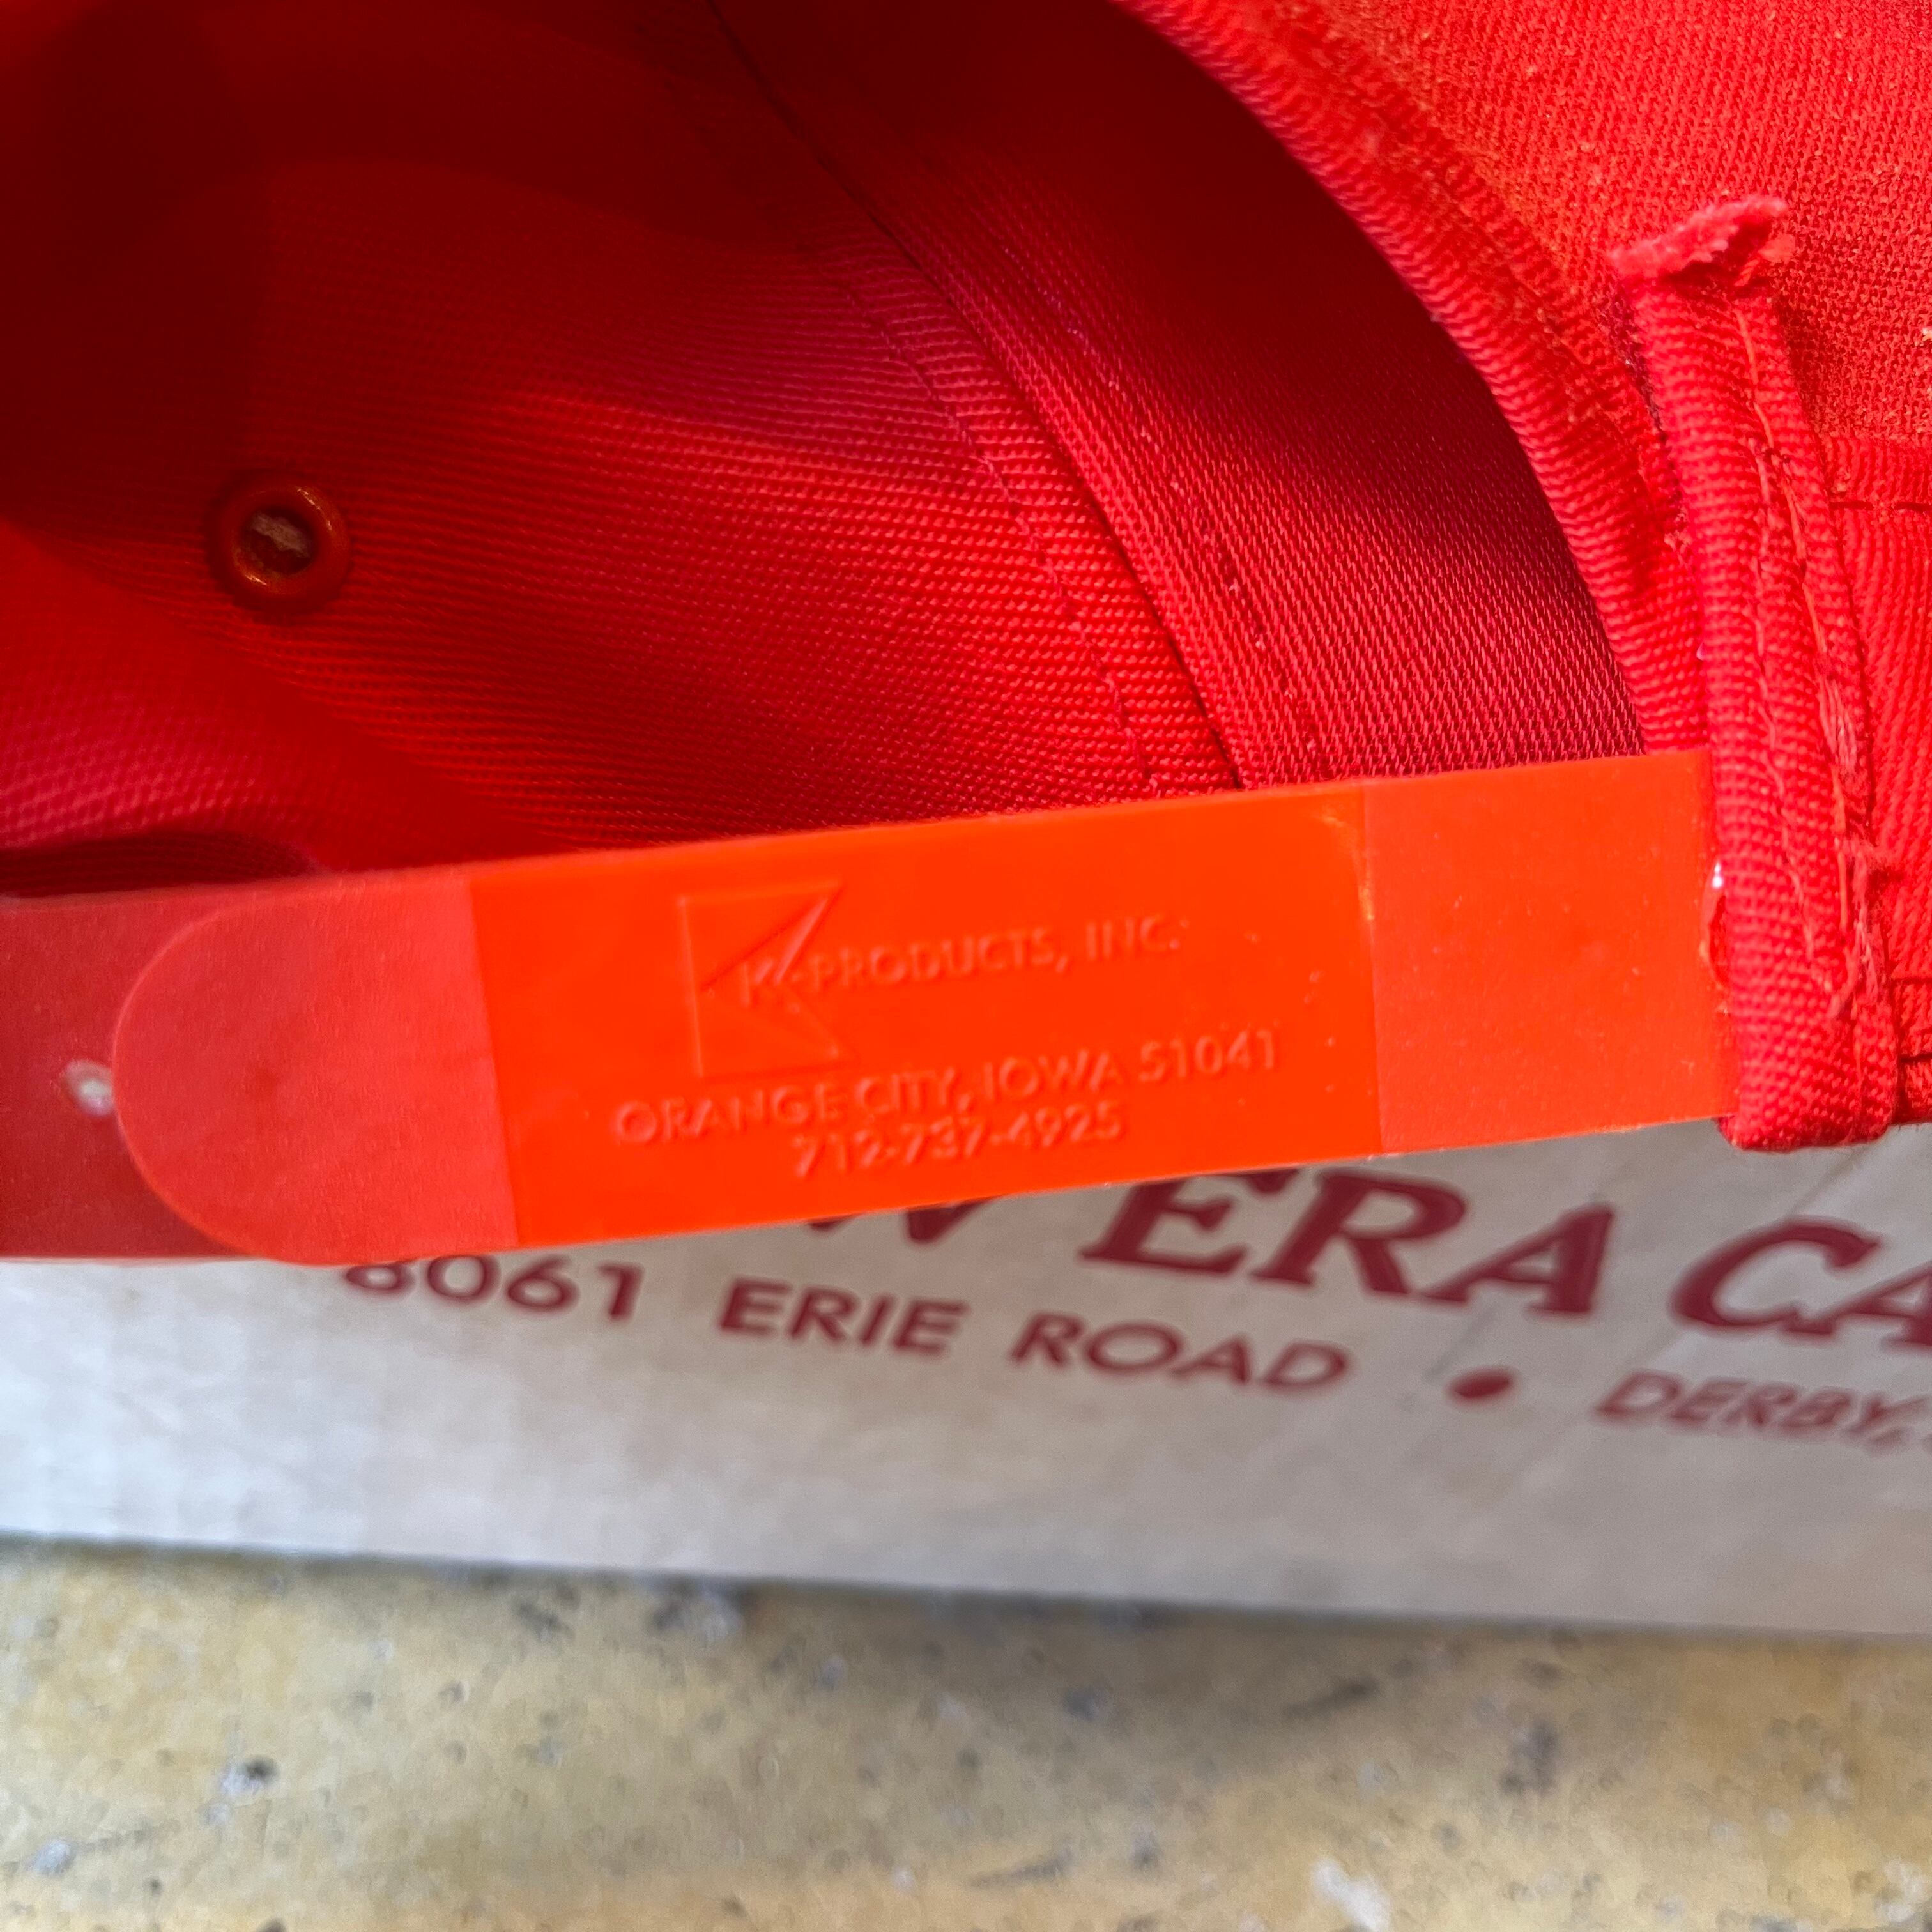 K-PRODUCTS, INC.
ORANGE CITY, IOWA 51041
712-737-4925
ERA CA
8061 ERIE ROAD • DERBY,